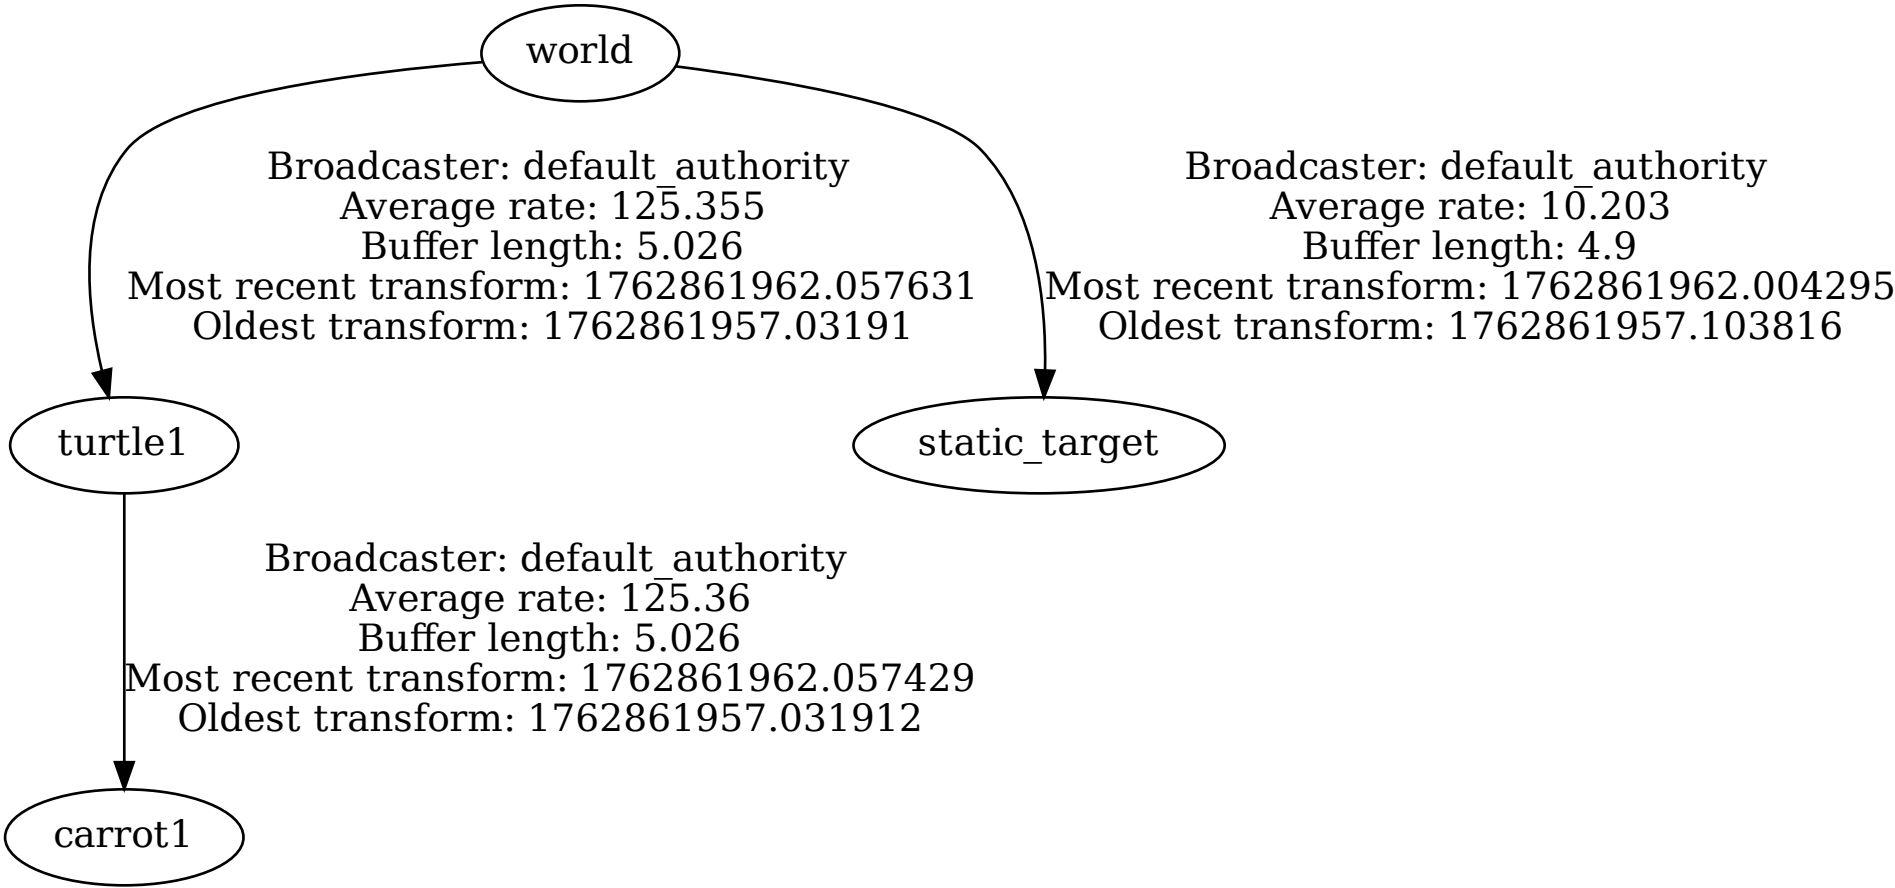 world
Broadcaster: default_authority
Average rate: 125.355
Buffer length: 5.026
Most recent transform: 1762861962.057631
Oldest transform: 1762861957.03191
Broadcaster: default_authority
Average rate: 10.203
Buffer length: 4.9
Most recent transform: 1762861962.004295
Oldest transform: 1762861957.103816
turtle1
static_target
Broadcaster: default_authority
Average rate: 125.36
Buffer length: 5.026
Most recent transform: 1762861962.057429
Oldest transform: 1762861957.031912
carrot1